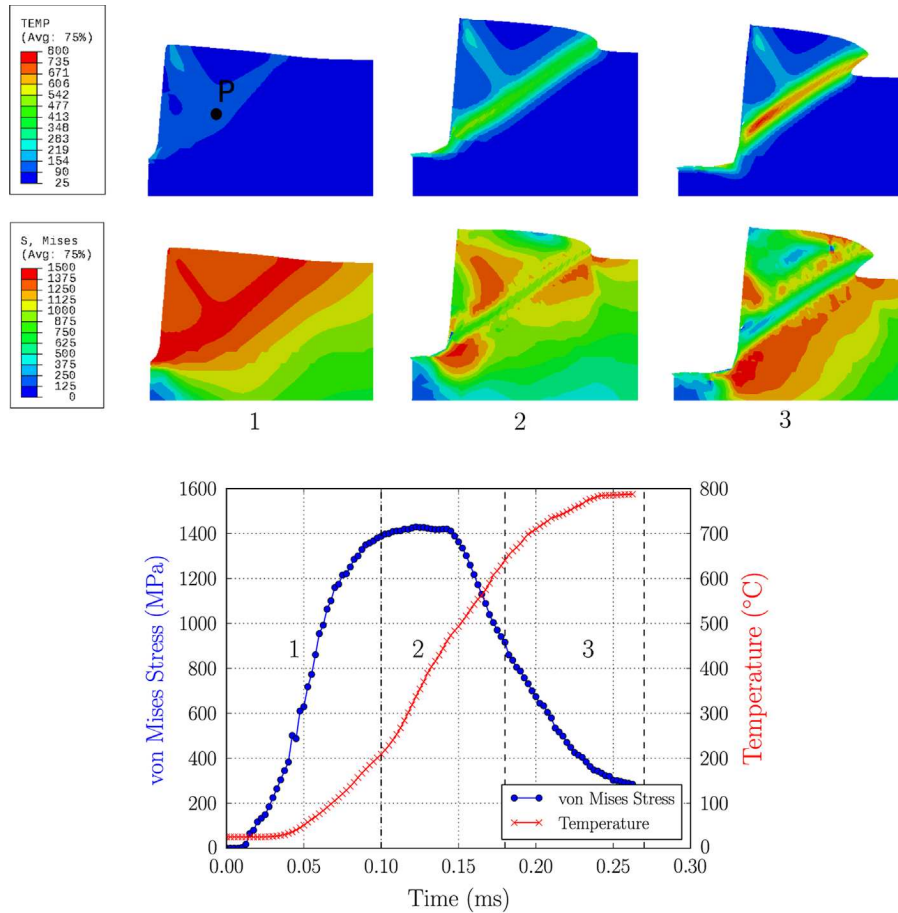 TEMP
(Avg: 75%)
800
735
671
606
542
477
413
348
283
219
154
90
25
P
S, Mises
(Avg: 75%)
1500
1375
1250
1125
1000
875
750
625
500
375
250
125
0
1 2 3
1600 800
1400 700
1200 600
1000 500
800 400
600 300
400 200
200 100
0 0
von Mises Stress (MPa)
Temperature (°C)
1 2 3
von Mises Stress
Temperature
0.00 0.05 0.10 0.15 0.20 0.25 0.30
Time (ms)